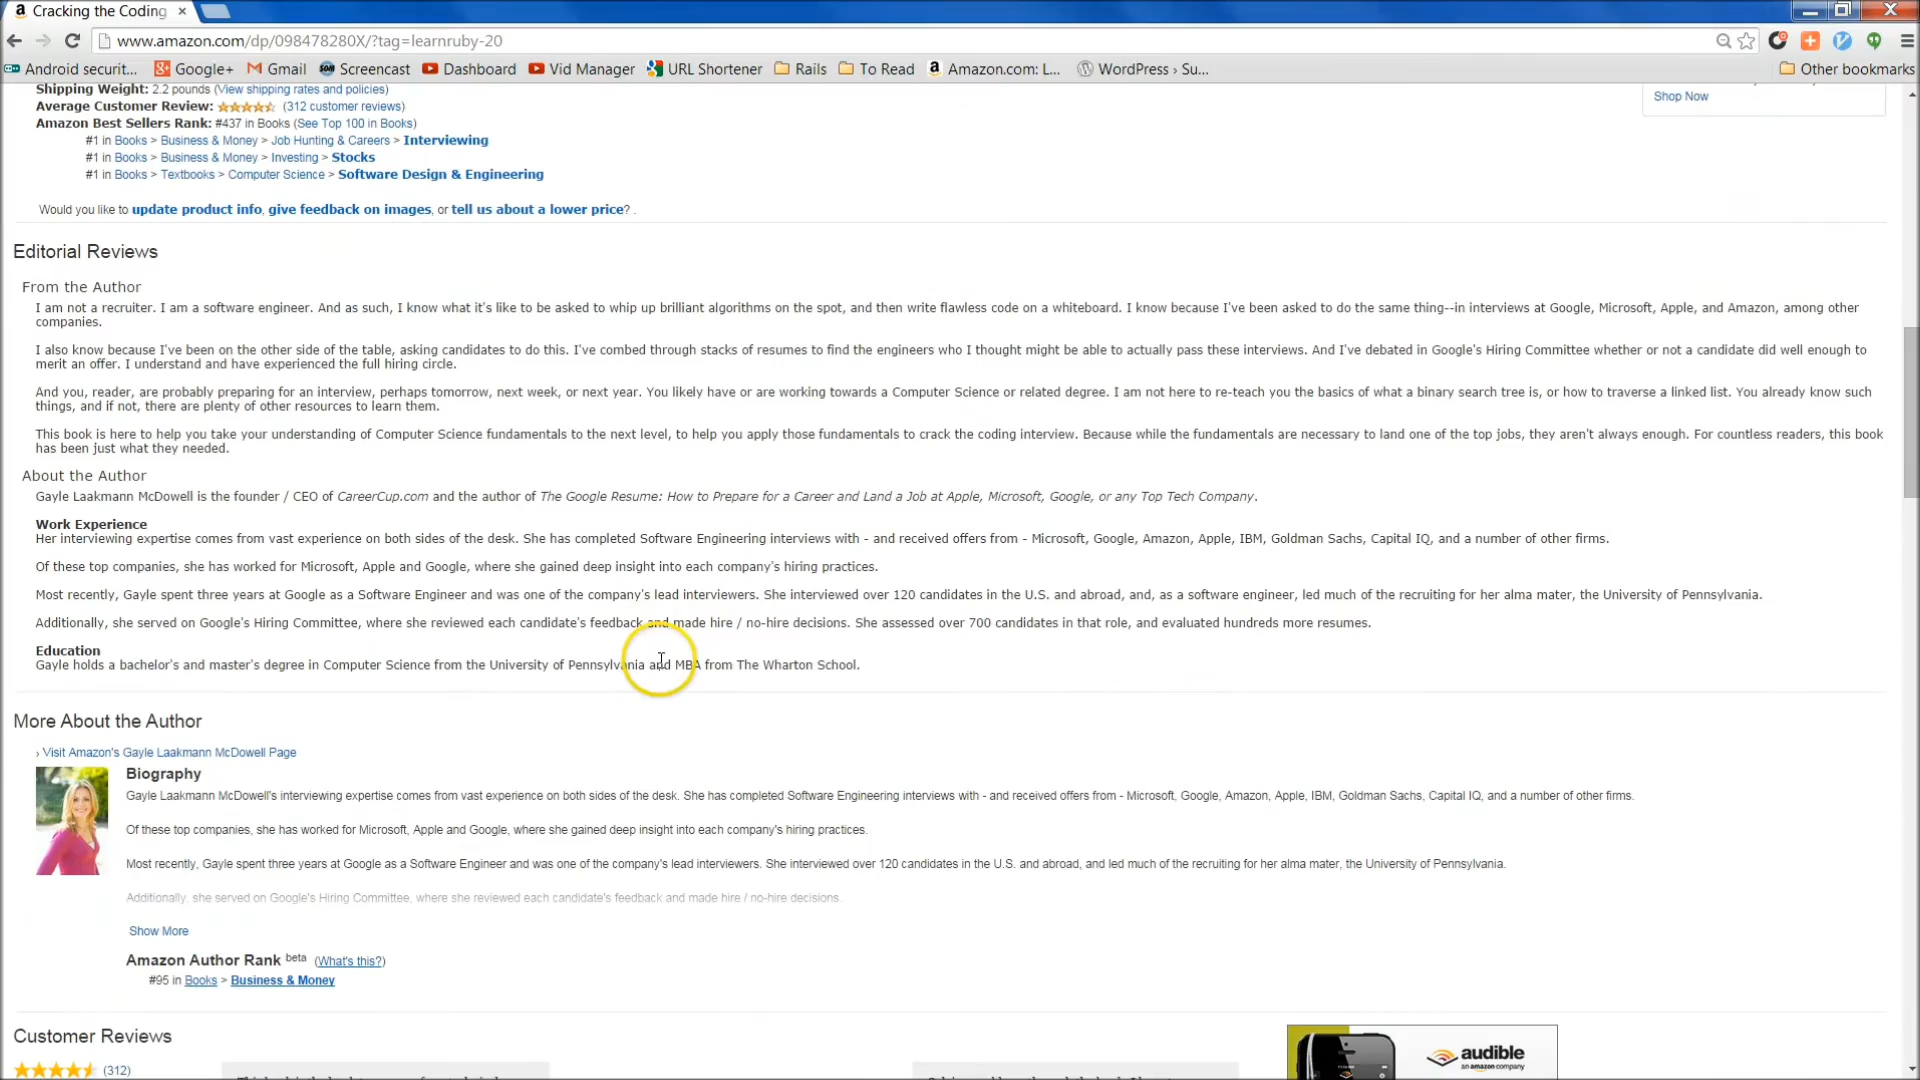 Cracking the Coding
www.amazon.com/dp/098478280X/?tag=learnruby-20
Android securit... Google+ Gmail Screencast Dashboard Vid Manager URL Shortener Rails To Read Amazon.com: L... WordPress › Su... Other bookmarks
Shipping Weight: 2.2 pounds (View shipping rates and policies)
Shop Now
Average Customer Review: (312 customer reviews)
Amazon Best Sellers Rank: #437 in Books (See Top 100 in Books)
#1 in Books > Business & Money > Job Hunting & Careers > Interviewing
#1 in Books > Business & Money > Investing > Stocks
#1 in Books > Textbooks > Computer Science > Software Design & Engineering
Would you like to update product info, give feedback on images, or tell us about a lower price? .
Editorial Reviews
From the Author
I am not a recruiter. I am a software engineer. And as such, I know what it's like to be asked to whip up brilliant algorithms on the spot, and then write flawless code on a whiteboard. I know because I've been asked to do the same thing--in interviews at Google, Microsoft, Apple, and Amazon, among other
companies.
I also know because I've been on the other side of the table, asking candidates to do this. I've combed through stacks of resumes to find the engineers who I thought might be able to actually pass these interviews. And I've debated in Google's Hiring Committee whether or not a candidate did well enough to
merit an offer. I understand and have experienced the full hiring circle.
And you, reader, are probably preparing for an interview, perhaps tomorrow, next week, or next year. You likely have or are working towards a Computer Science or related degree. I am not here to re-teach you the basics of what a binary search tree is, or how to traverse a linked list. You already know such
things, and if not, there are plenty of other resources to learn them.
This book is here to help you take your understanding of Computer Science fundamentals to the next level, to help you apply those fundamentals to crack the coding interview. Because while the fundamentals are necessary to land one of the top jobs, they aren't always enough. For countless readers, this book
has been just what they needed.
About the Author
Gayle Laakmann McDowell is the founder / CEO of CareerCup.com and the author of The Google Resume: How to Prepare for a Career and Land a Job at Apple, Microsoft, Google, or any Top Tech Company.
Work Experience
Her interviewing expertise comes from vast experience on both sides of the desk. She has completed Software Engineering interviews with - and received offers from - Microsoft, Google, Amazon, Apple, IBM, Goldman Sachs, Capital IQ, and a number of other firms.
Of these top companies, she has worked for Microsoft, Apple and Google, where she gained deep insight into each company's hiring practices.
Most recently, Gayle spent three years at Google as a Software Engineer and was one of the company's lead interviewers. She interviewed over 120 candidates in the U.S. and abroad, and, as a software engineer, led much of the recruiting for her alma mater, the University of Pennsylvania.
Additionally, she served on Google's Hiring Committee, where she reviewed each candidate's feedback and made hire / no-hire decisions. She assessed over 700 candidates in that role, and evaluated hundreds more resumes.
Education
Gayle holds a bachelor's and master's degree in Computer Science from the University of Pennsylvania and MBA from The Wharton School.
More About the Author
› Visit Amazon's Gayle Laakmann McDowell Page
Biography
Gayle Laakmann McDowell's interviewing expertise comes from vast experience on both sides of the desk. She has completed Software Engineering interviews with - and received offers from - Microsoft, Google, Amazon, Apple, IBM, Goldman Sachs, Capital IQ, and a number of other firms.
Of these top companies, she has worked for Microsoft, Apple and Google, where she gained deep insight into each company's hiring practices.
Most recently, Gayle spent three years at Google as a Software Engineer and was one of the company's lead interviewers. She interviewed over 120 candidates in the U.S. and abroad, and led much of the recruiting for her alma mater, the University of Pennsylvania.
Additionally, she served on Google's Hiring Committee, where she reviewed each candidate's feedback and made hire / no-hire decisions.
Show More
Amazon Author Rank beta (What's this?)
#95 in Books > Business & Money
Customer Reviews
audible
an amazon company
(312)